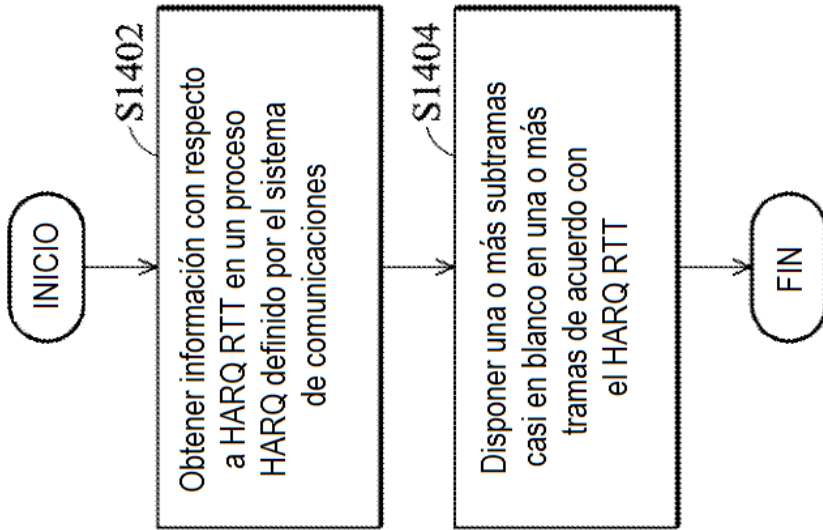 INICIO
S1402
Obtener información con respecto
a HARQ RTT en un proceso
HARQ definido por el sistema
de comunicaciones
S1404
Disponer una o más subtramas
casi en blanco en una o más
tramas de acuerdo con
el HARQ RTT
FIN